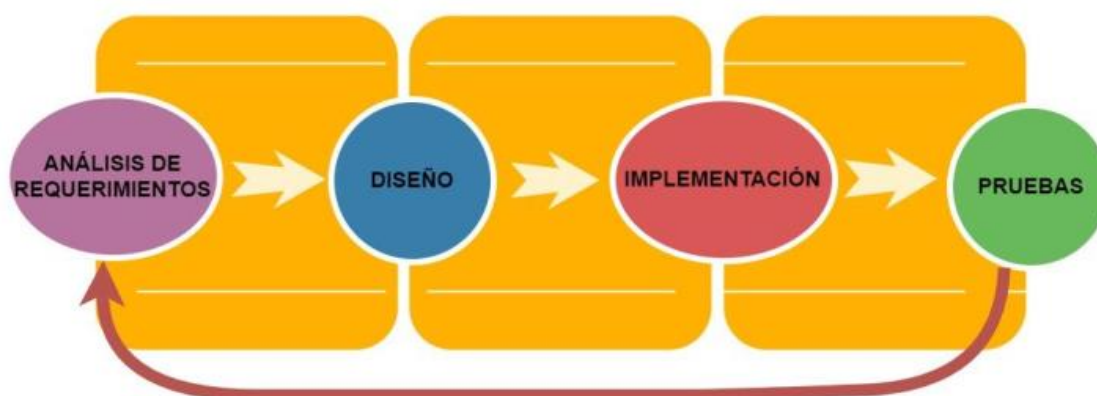 ANÁLISIS DE
REQUERIMIENTOS
DISEÑO
IMPLEMENTACIÓN
PRUEBAS